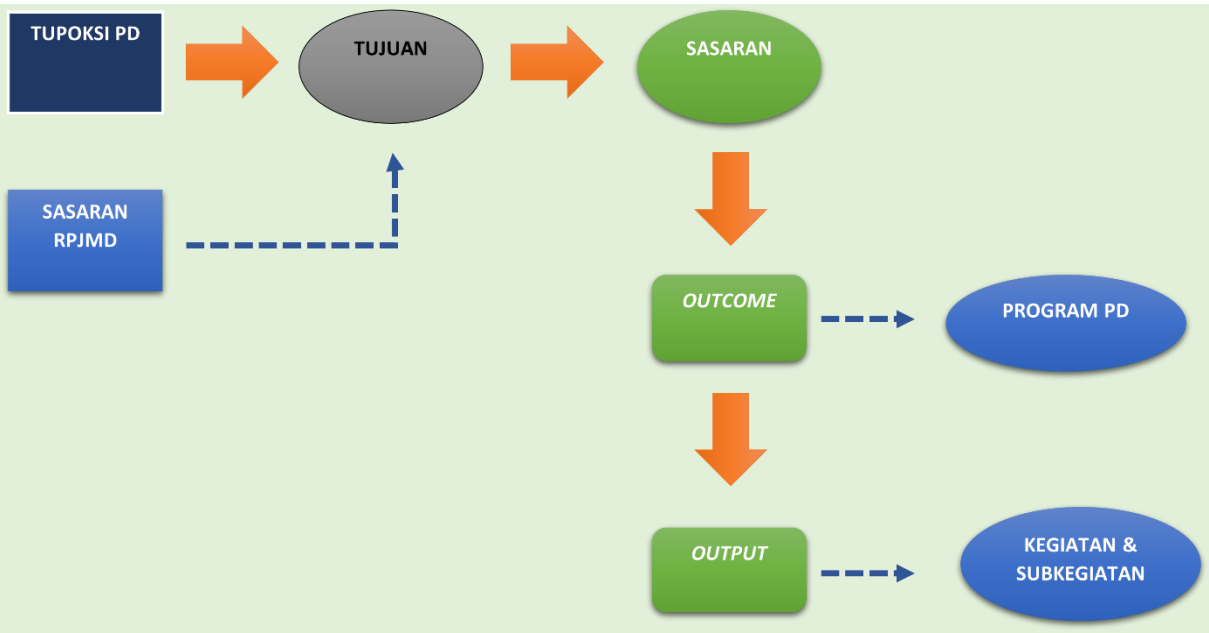 TUPOKSI PD
TUJUAN
SASARAN
SASARAN
RPJMD
OUTCOME
PROGRAM PD
OUTPUT
KEGIATAN &
SUBKEGIATAN